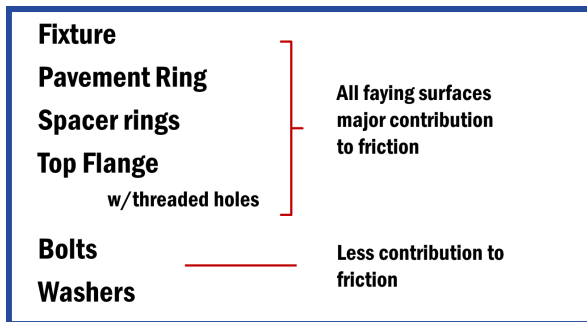 Fixture
Pavement Ring
Spacer rings
Top Flange
w/threaded holes
All faying surfaces
major contribution
to friction
Bolts
Washers
Less contribution to
friction